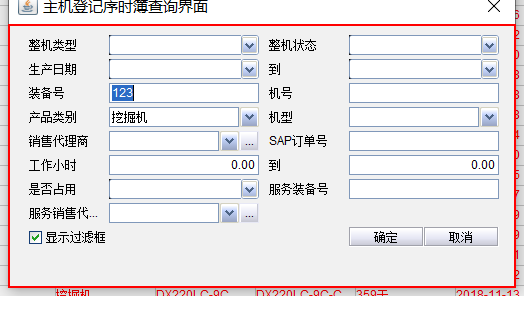 主机登记序时簿查询界面
整机类型 整机状态
生产日期 到
装备号 123 机号
产品类别 挖掘机 机型
销售代理商 ... SAP订单号
工作小时 0.00 到 0.00
是否占用 服务装备号
服务销售代... ...
显示过滤框 确定 取消
挖掘机 DX220LC-9C DX220LC-9C-C 359千 2018-11-13